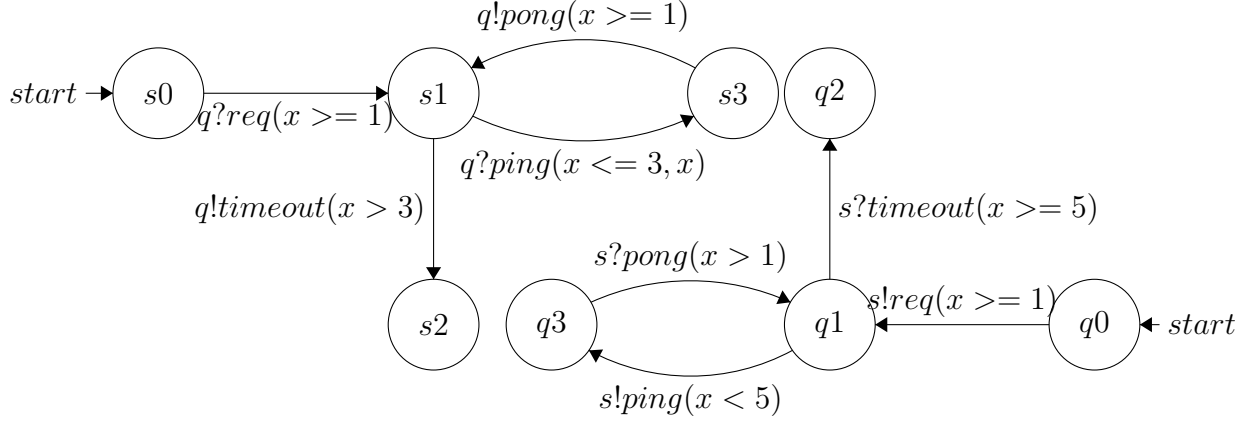 q!pong(x >= 1)
start
s0
s1
s3
q2
q?req(x >= 1)
q?ping(x <= 3, x)
q!timeout(x > 3)
s?timeout(x >= 5)
s?pong(x > 1)
s!req(x >= 1)
s2
q3
q1
q0
start
s!ping(x < 5)